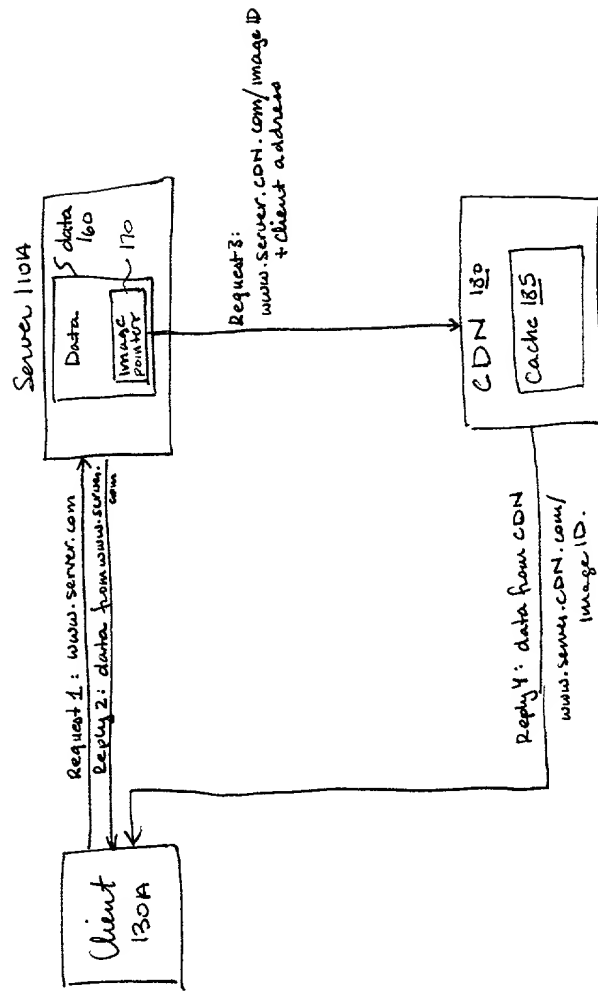 Server 110A
Data
data
160
Image
pointer
170
Request 1: www.server.com
Reply 2: data from www.server.
com
Client
130A
Request 3:
www.server.CDN.com/image ID
+ Client address
CDN 180
Cache 185
Reply 4: data from CDN
www.server.CDN.com/
Image ID.